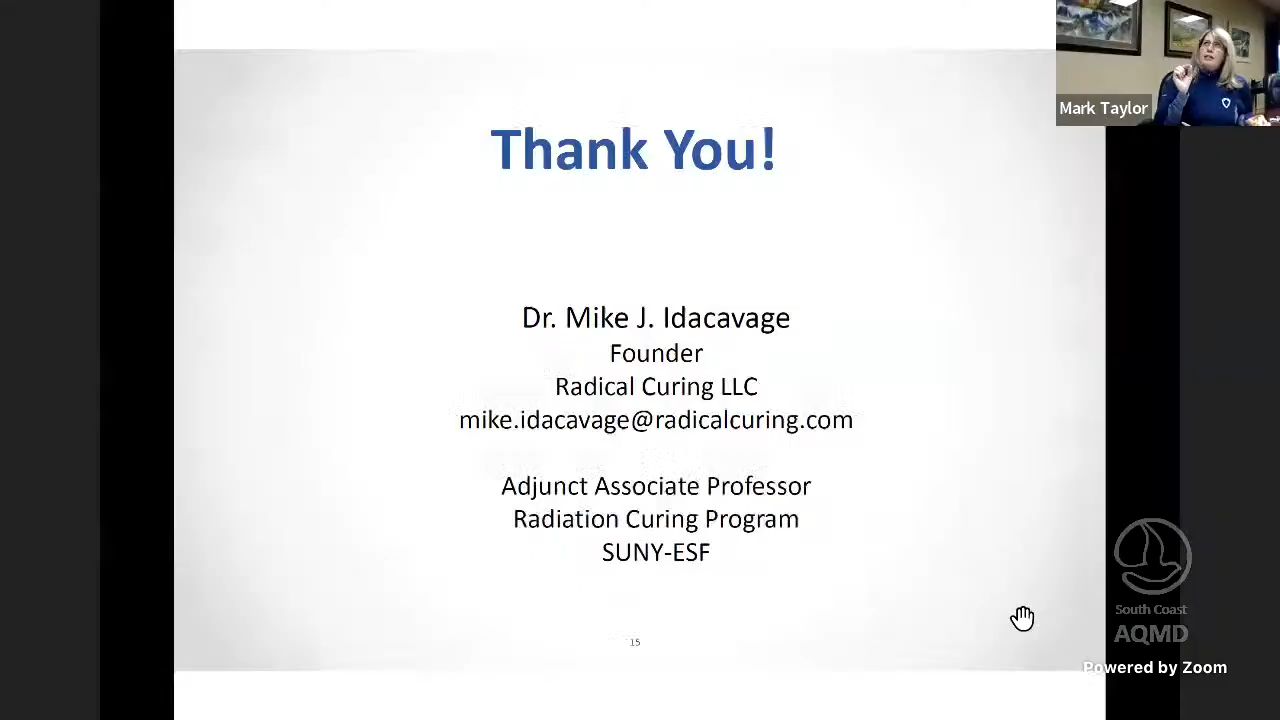 Thank You!
Dr. Mike J. Idacavage
Founder
Radical Curing LLC
mike.idacavage@radicalcuring.com
Adjunct Associate Professor
Radiation Curing Program
SUNY-ESF
15
Mark Taylor
South Coast
AQMD
Powered by Zoom